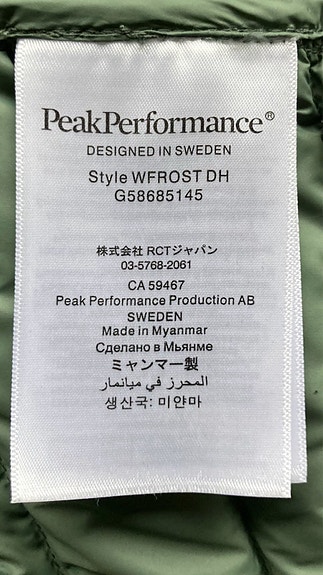 PeakPerformance®
DESIGNED IN SWEDEN
Style WFROST DH
G58685145
株式会社 RCTジャパン
03-5768-2061
CA 59467
Peak Performance Production AB
SWEDEN
Made in Myanmar
Сделано в Мьянме
ミャンマー製
المحرز في ميانمار
생산국: 미얀마